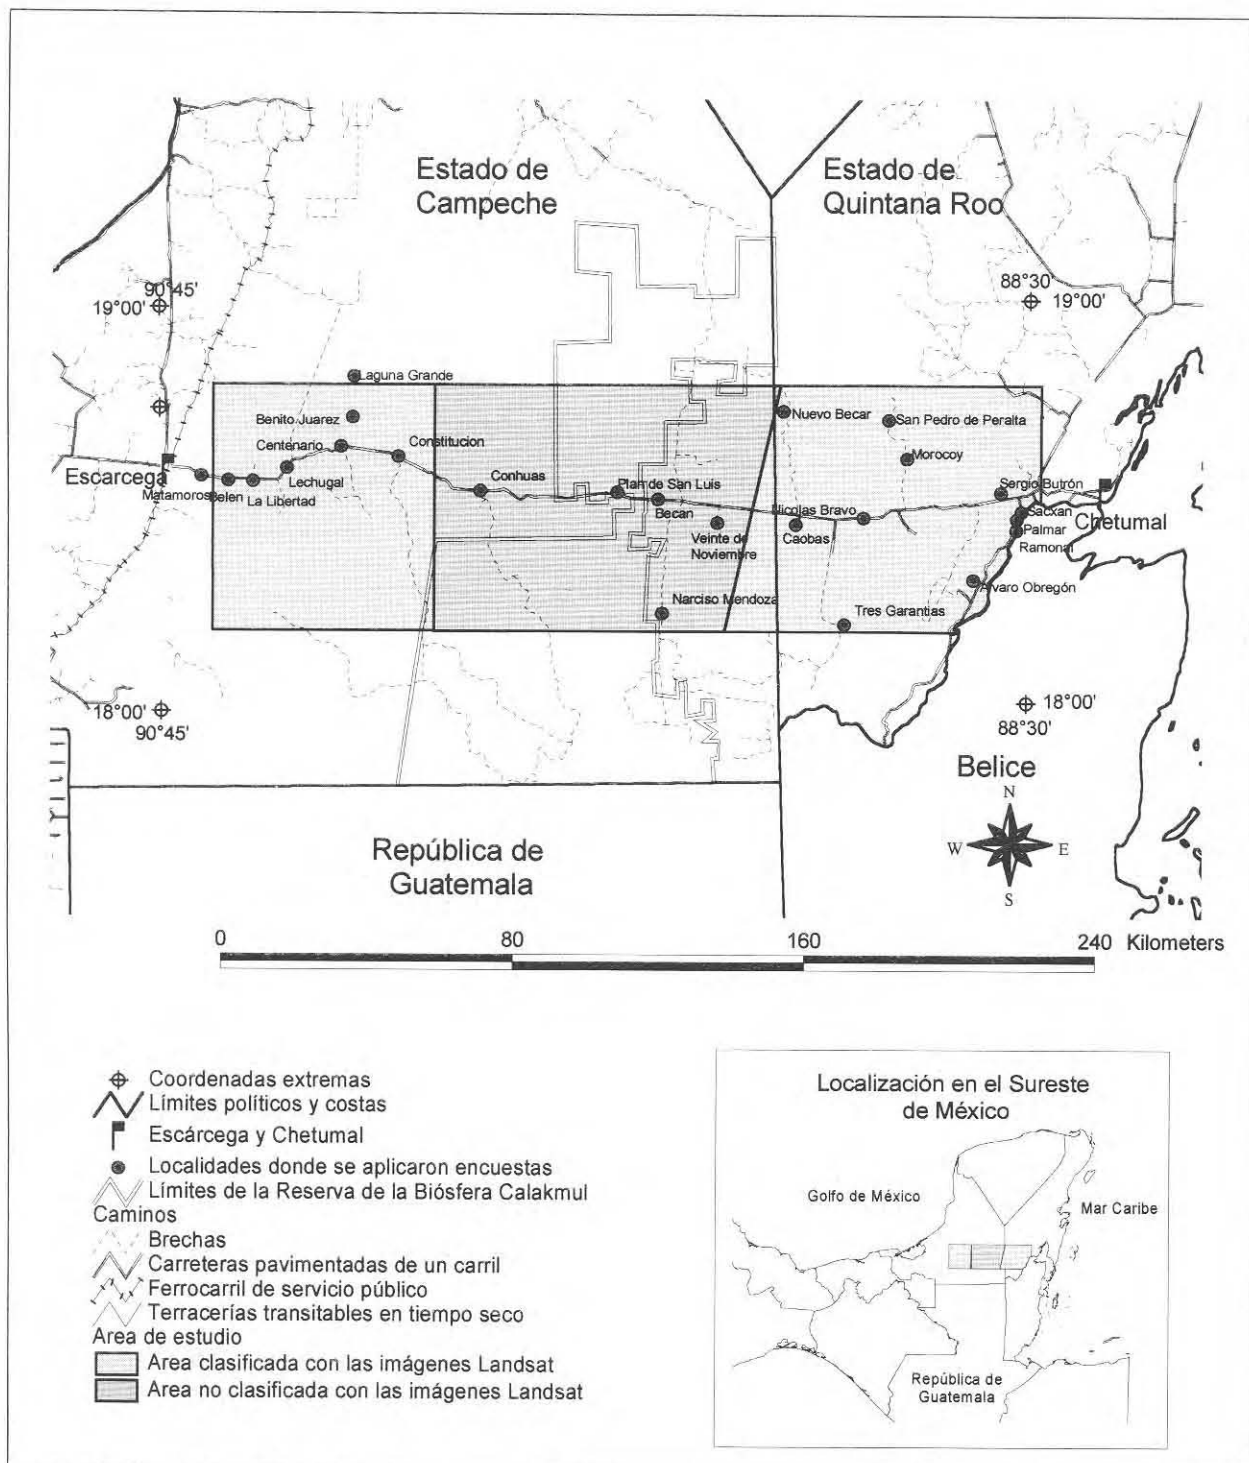 Estado de
Campeche
Estado de
Quintana Roo
90°45'
19°00'
88°30'
19°00'
Laguna Grande
Benito Juarez
Centenario
Constitucion
Escarcega
Matamoros
Belen
La Libertad
Lechugal
Conhuas
Plan de San Luis
Becan
Veinte de
Noviembre
Narciso Mendoza
Nuevo Becar
San Pedro de Peralta
Morocoy
Sergio Butrón
Nicolas Bravo
Caobas
Sacxan
Palmar
Ramonal
Chetumal
Alvaro Obregón
Tres Garantias
18°00'
90°45'
18°00'
88°30'
Belice
N
W
E
S
República de
Guatemala
0
80
160
240 Kilometers
Coordenadas extremas
Límites políticos y costas
Escárcega y Chetumal
Localidades donde se aplicaron encuestas
Límites de la Reserva de la Biósfera Calakmul
Caminos
Brechas
Carreteras pavimentadas de un carril
Ferrocarril de servicio público
Terracerías transitables en tiempo seco
Area de estudio
Area clasificada con las imágenes Landsat
Area no clasificada con las imágenes Landsat
Localización en el Sureste
de México
Golfo de México
Mar Caribe
República de
Guatemala